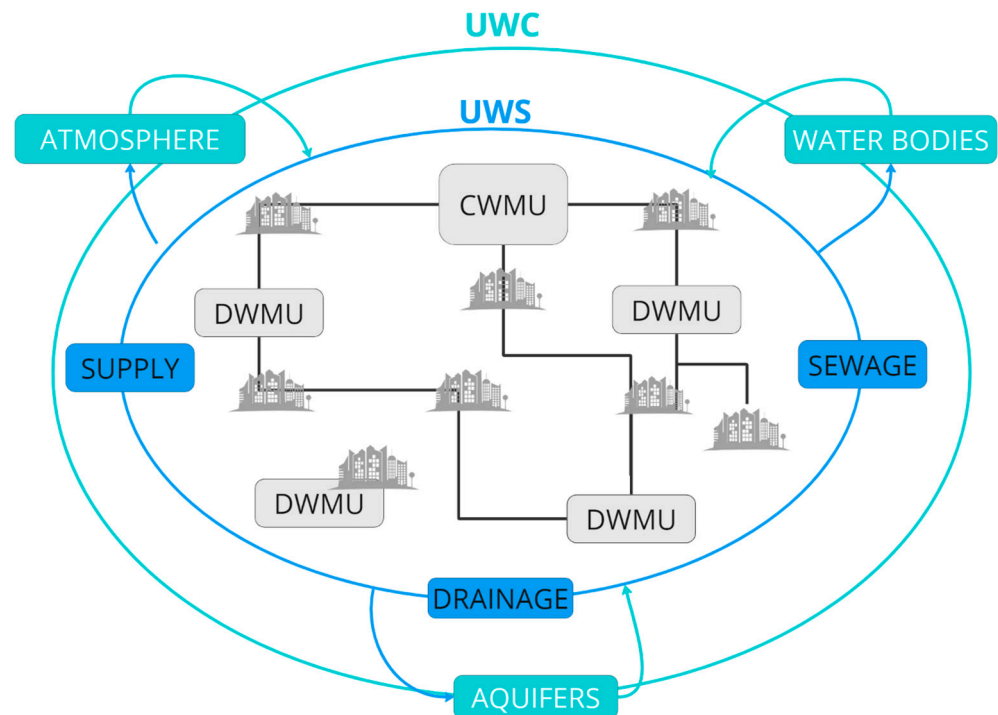 UWC
UWS
ATMOSPHERE
WATER BODIES
CWMU
DWMU
DWMU
SUPPLY
SEWAGE
DWMU
DWMU
DRAINAGE
AQUIFERS